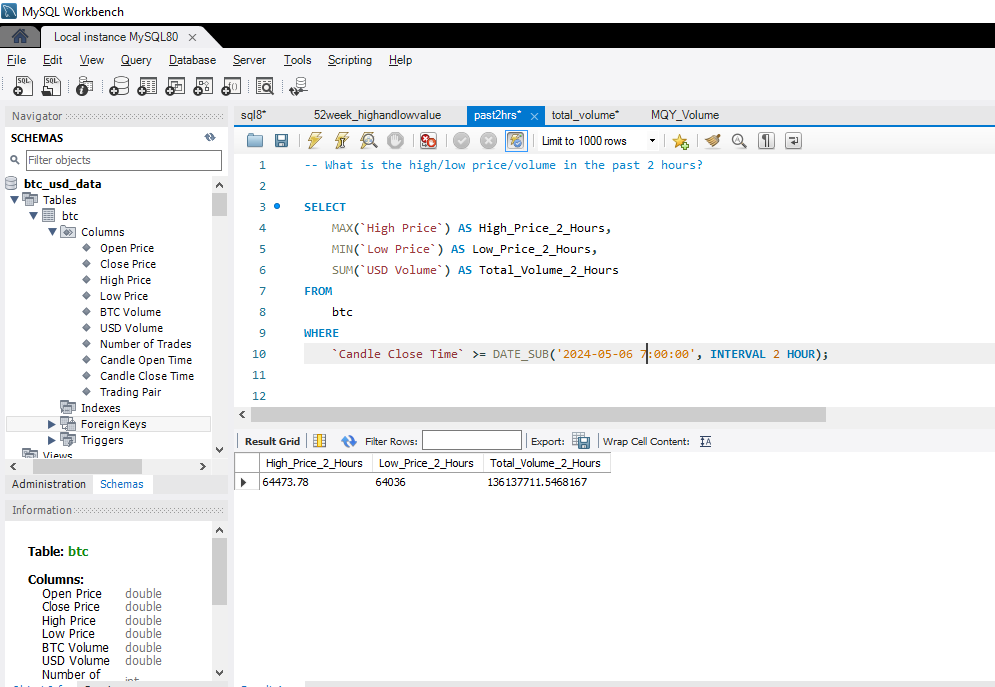 MySQL Workbench
Local instance MySQL80
File Edit View Query Database Server Tools Scripting Help
Navigator
SCHEMAS
Filter objects
btc_usd_data
Tables
btc
Columns
Open Price
Close Price
High Price
Low Price
BTC Volume
USD Volume
Number of Trades
Candle Open Time
Candle Close Time
Trading Pair
Indexes
Foreign Keys
Triggers
Views
Administration Schemas
Information
Table: btc
Columns:
Open Price double
Close Price double
High Price double
Low Price double
BTC Volume double
USD Volume double
Number of int
sql8* 52week_highandlowvalue past2hrs* total_volume* MQY_Volume
Limit to 1000 rows
1 -- What is the high/low price/volume in the past 2 hours?
2
3 SELECT
4 MAX(`High Price`) AS High_Price_2_Hours,
5 MIN(`Low Price`) AS Low_Price_2_Hours,
6 SUM(`USD Volume`) AS Total_Volume_2_Hours
7 FROM
8 btc
9 WHERE
10 `Candle Close Time` >= DATE_SUB('2024-05-06 7:00:00', INTERVAL 2 HOUR);
11
12
Result Grid Filter Rows: Export: Wrap Cell Content:
High_Price_2_Hours Low_Price_2_Hours Total_Volume_2_Hours
64473.78 64036 136137711.5468167